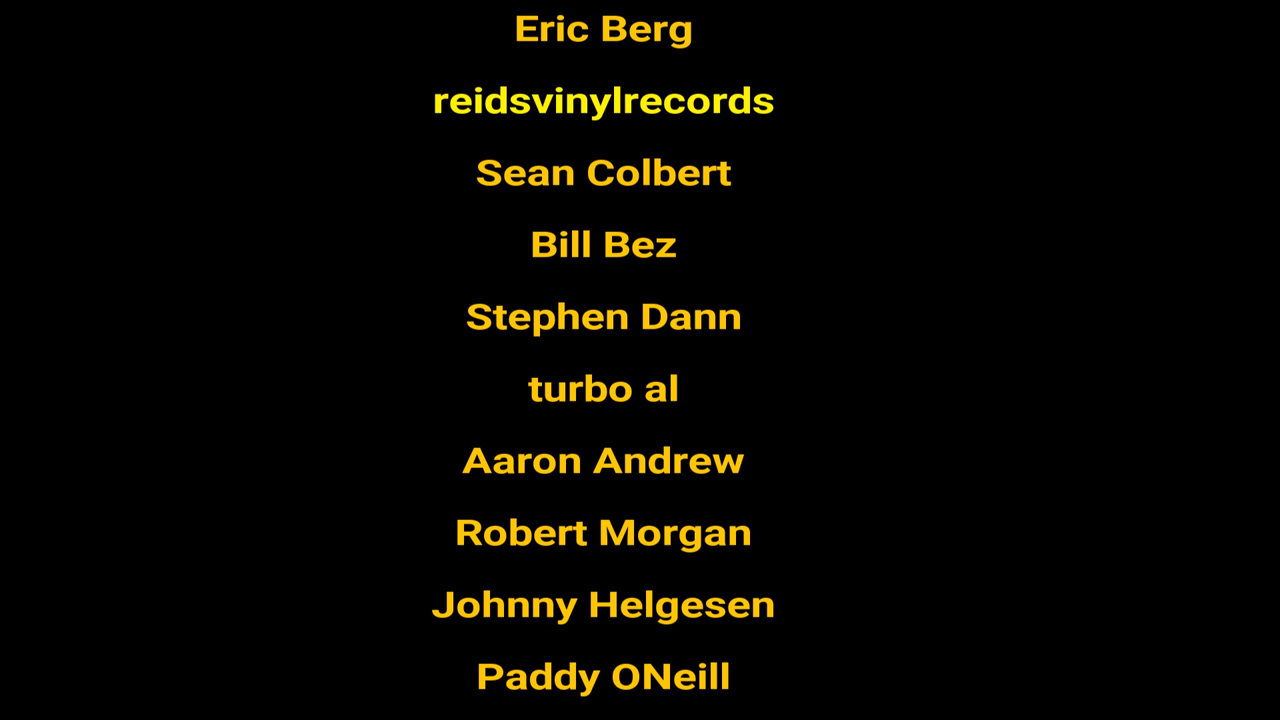 Eric Berg
reidsvinylrecords
Sean Colbert
Bill Bez
Stephen Dann
turbo al
Aaron Andrew
Robert Morgan
Johnny Helgesen
Paddy ONeill